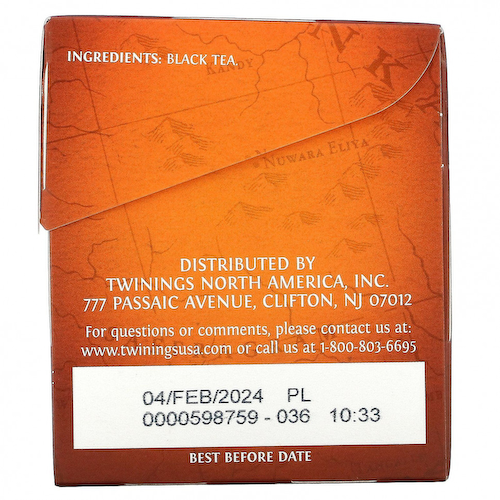 INGREDIENTS: BLACK TEA.
KANDY
NUWARA ELIYA
DISTRIBUTED BY
TWININGS NORTH AMERICA, INC.
777 PASSAIC AVENUE, CLIFTON, NJ 07012
For questions or comments, please contact us at:
www.twiningsusa.com or call us at 1-800-803-6695
04/FEB/2024 PL
0000598759 - 036 10:33
BEST BEFORE DATE